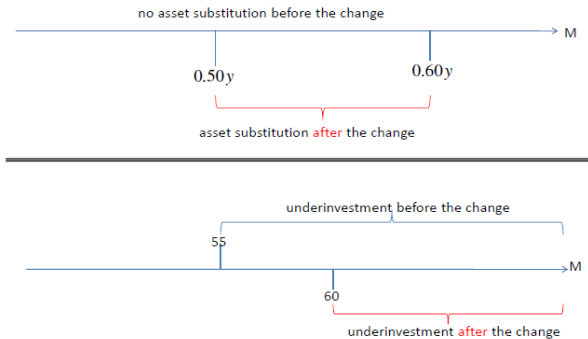 no asset substitution before the change
M
0.50y
0.60y
asset substitution after the change
underinvestment before the change
55
M
60
underinvestment after the change